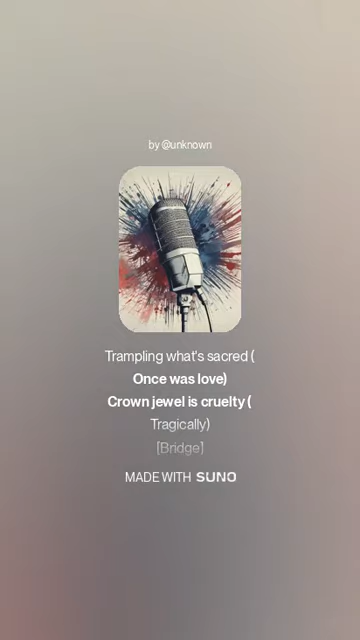 by @unknown
Trampling what's sacred (
Once was love)
Crown jewel is cruelty (
Tragically)
[Bridge]
MADE WITH SUNO